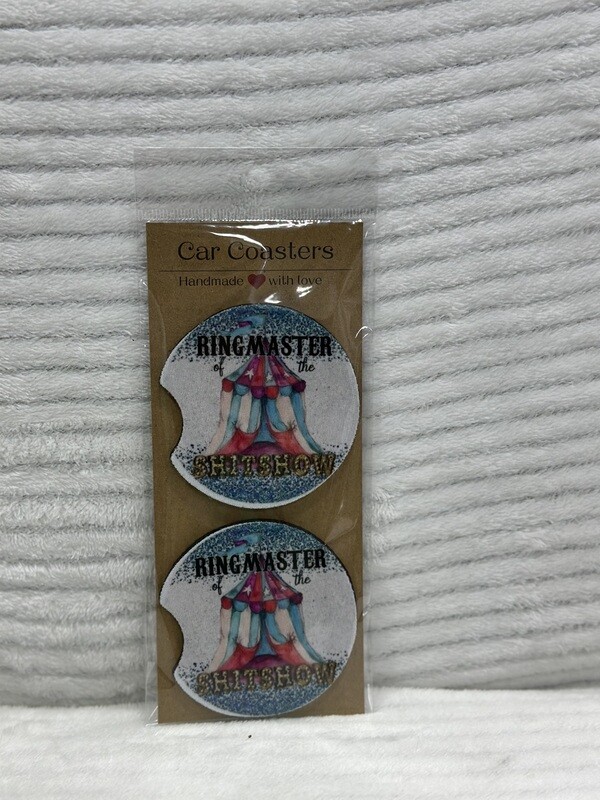 Car Coasters
Handmade with love
RINGMASTER
of the
SHITSHOW
RINGMASTER
of the
SHITSHOW